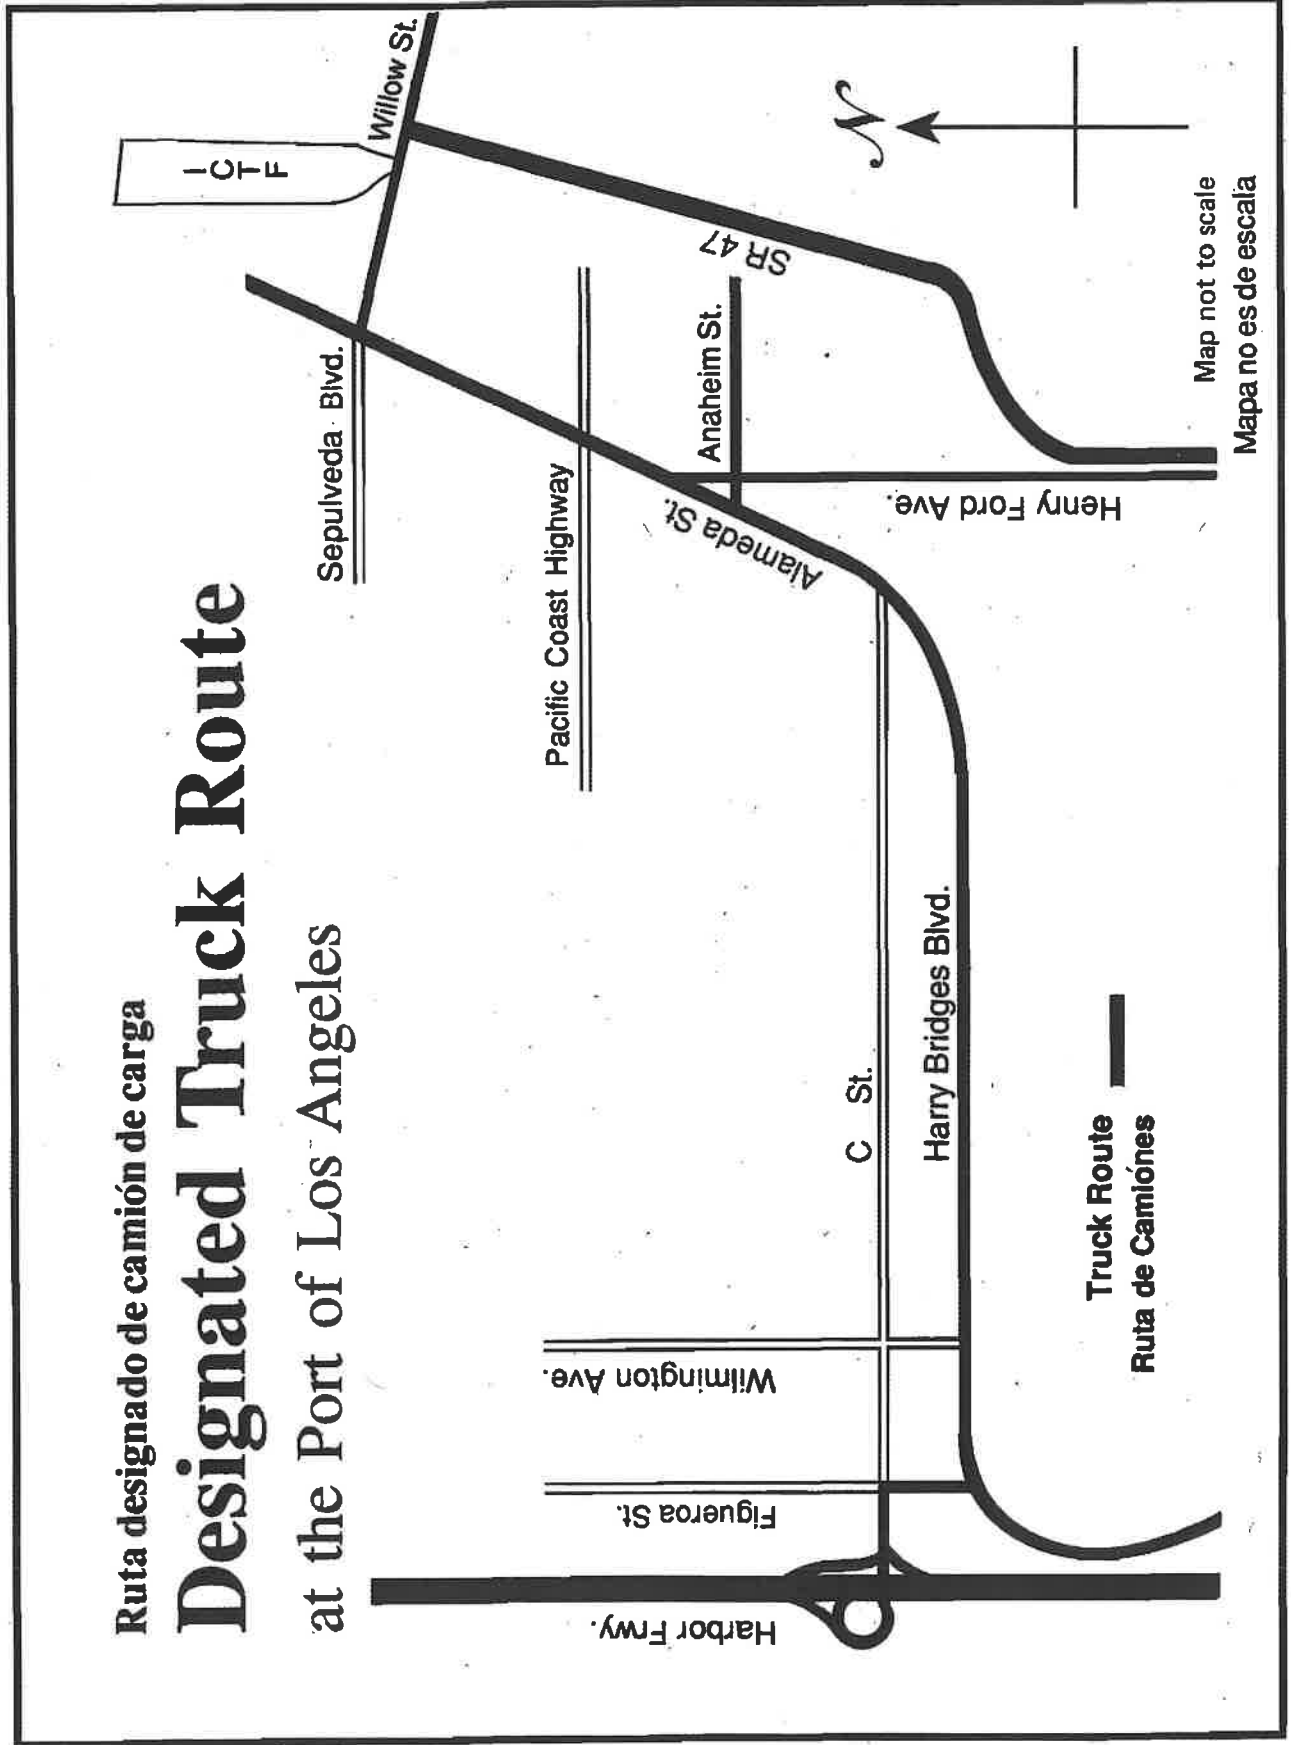 Ruta designado de camión de carga
Designated Truck Route
at the Port of Los Angeles
I
C
T
F
Willow St.
Sepulveda Blvd.
Pacific Coast Highway
SR 47
Anaheim St.
Alameda St.
Henry Ford Ave.
N
Harbor Frwy.
Figueroa St.
Wilmington Ave.
C St.
Harry Bridges Blvd.
Truck Route
Ruta de Camiónes
Map not to scale
Mapa no es de escala